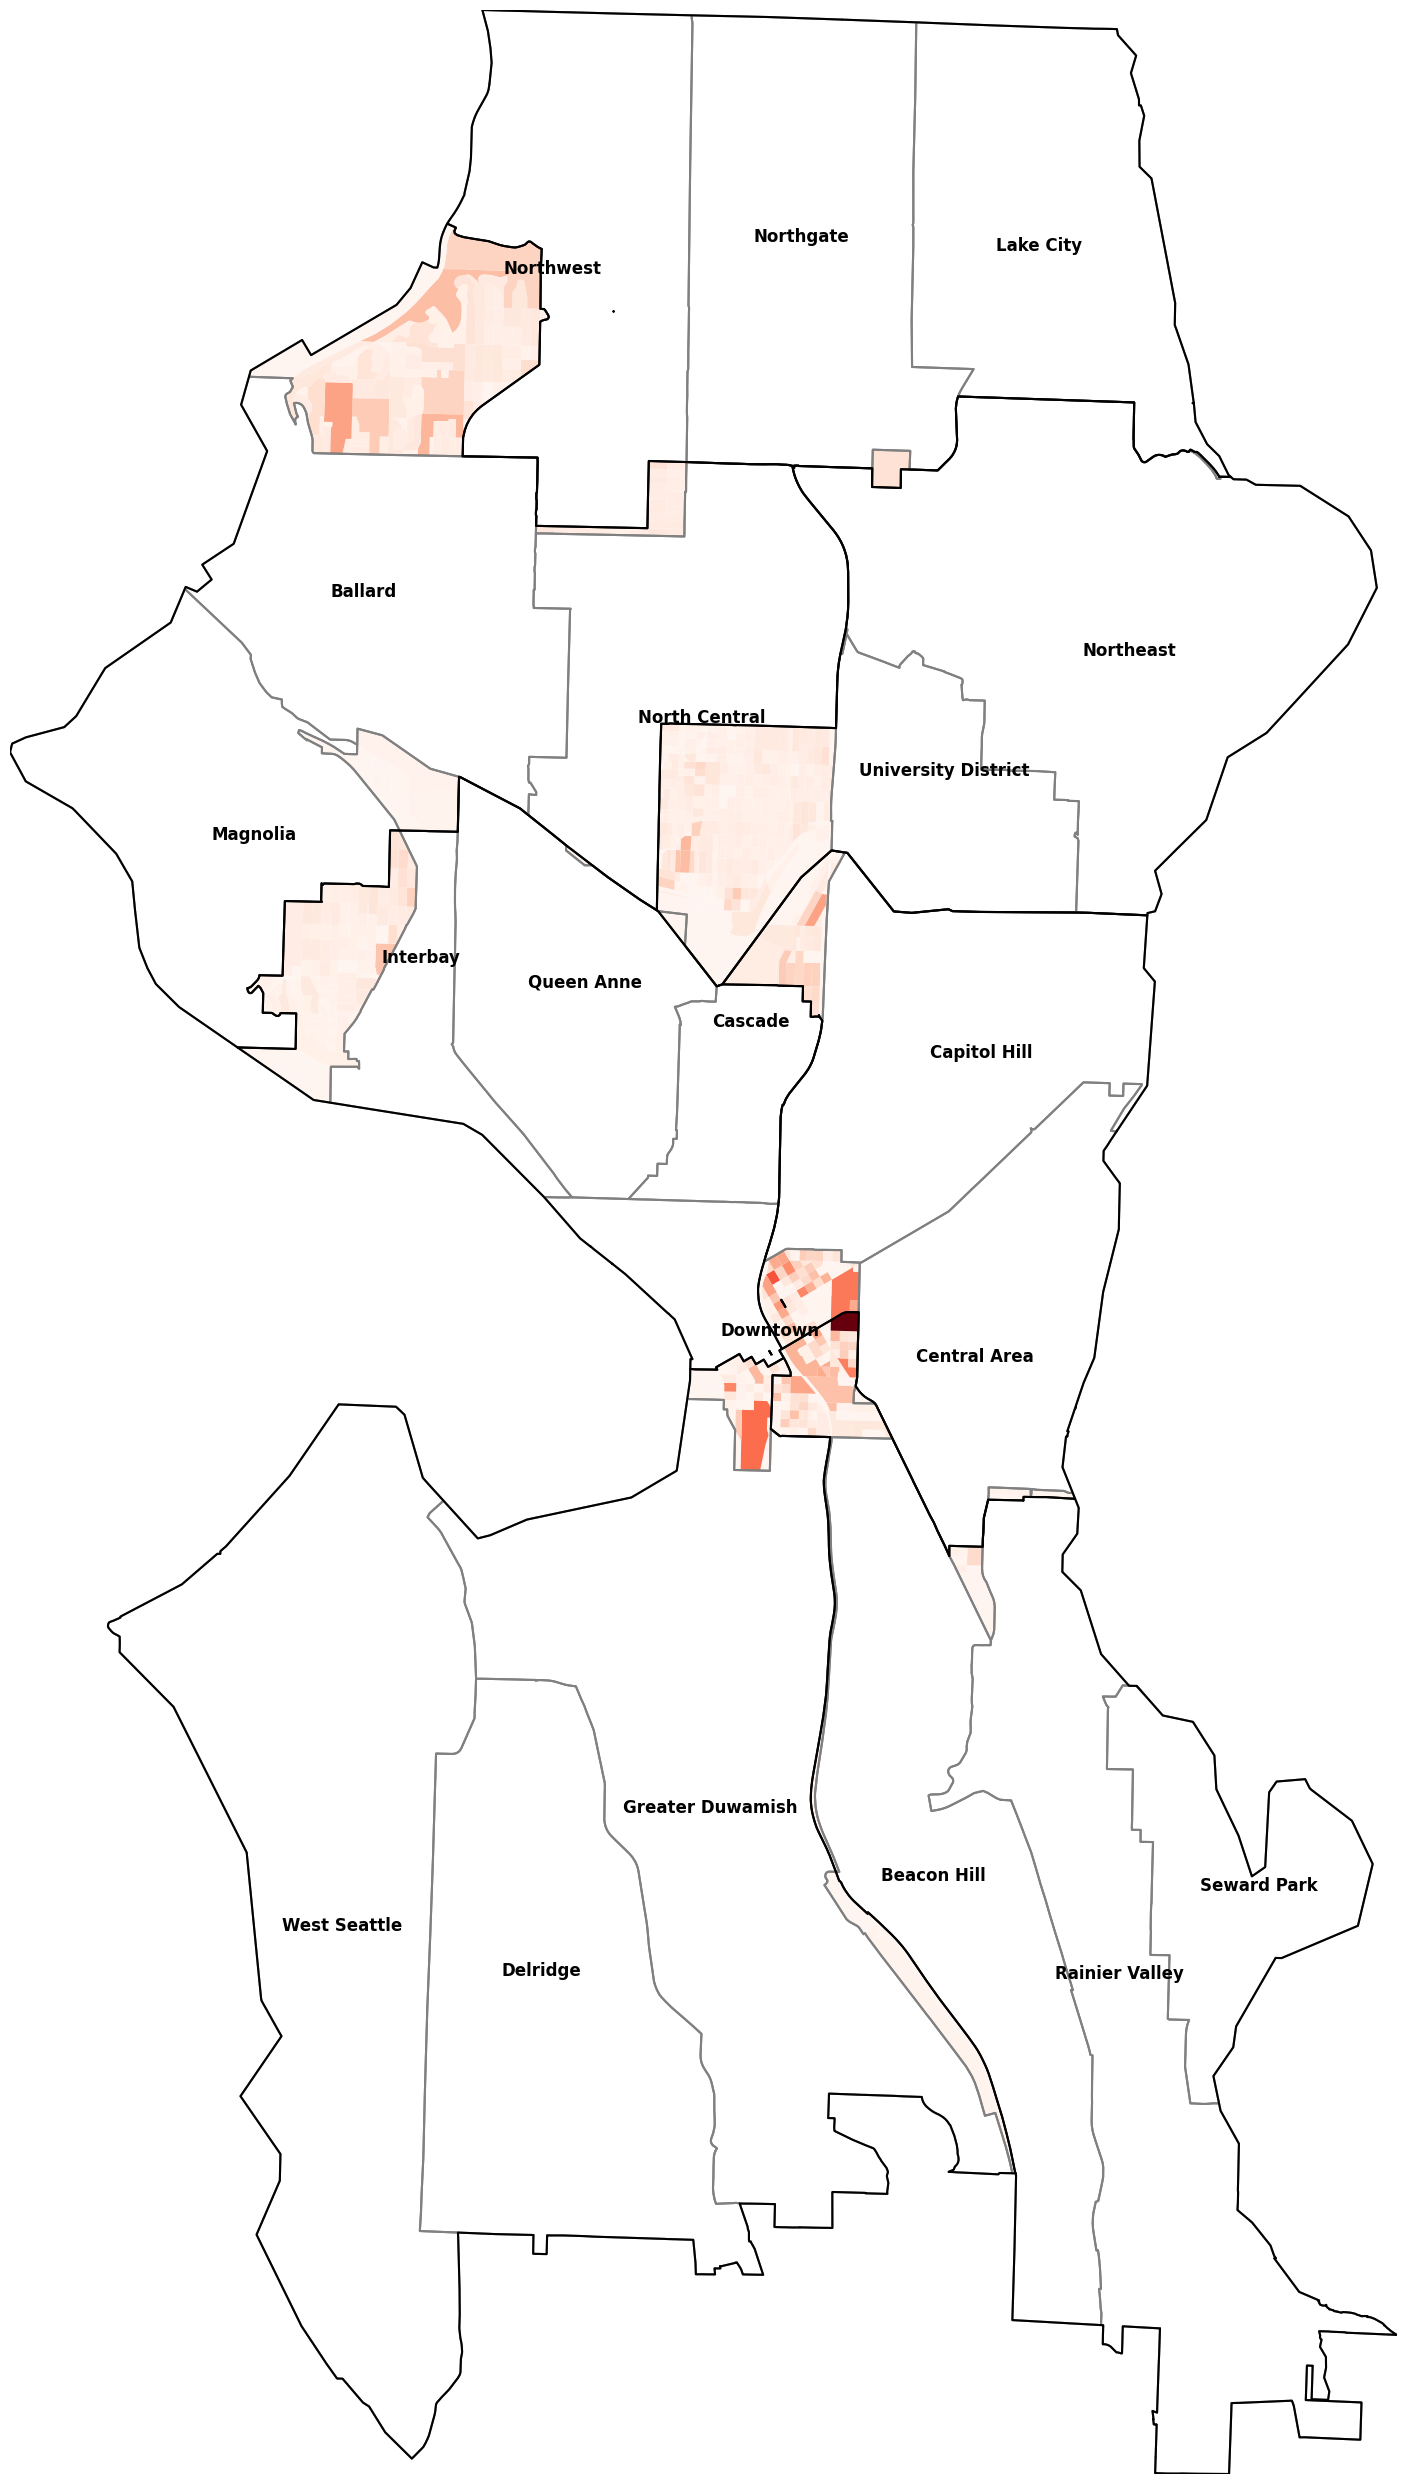 Northgate
Lake City
Northwest
Ballard
Northeast
North Central
University District
Magnolia
Interbay
Queen Anne
Cascade
Capitol Hill
Downtown
Central Area
Greater Duwamish
Beacon Hill
Seward Park
West Seattle
Delridge
Rainier Valley